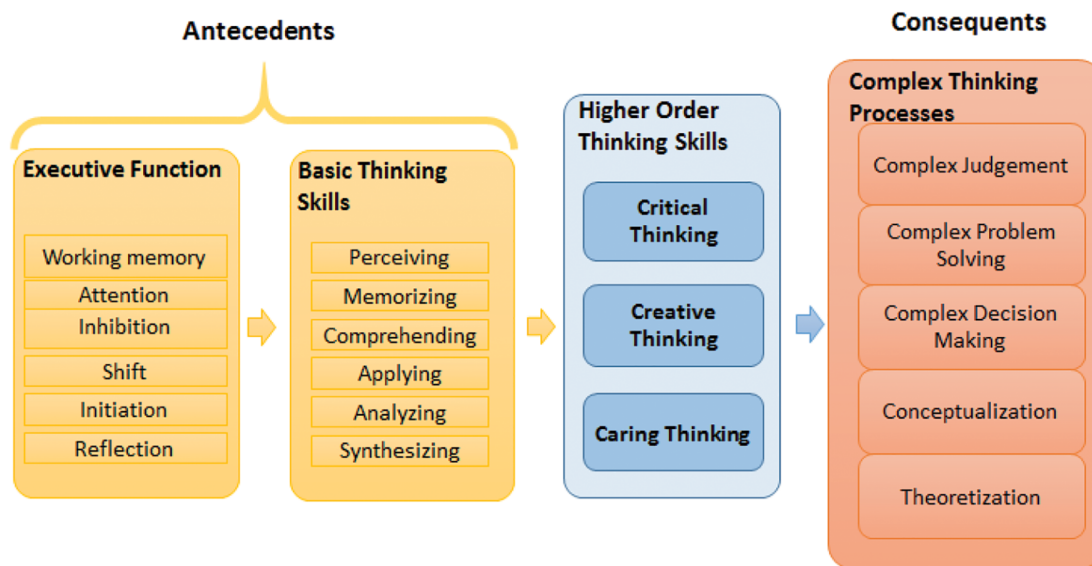 Antecedents
Consequents
Executive Function
Working memory
Attention
Inhibition
Shift
Initiation
Reflection
Basic Thinking
Skills
Perceiving
Memorizing
Comprehending
Applying
Analyzing
Synthesizing
Higher Order
Thinking Skills
Critical
Thinking
Creative
Thinking
Caring Thinking
Complex Thinking
Processes
Complex Judgement
Complex Problem
Solving
Complex Decision
Making
Conceptualization
Theoretization